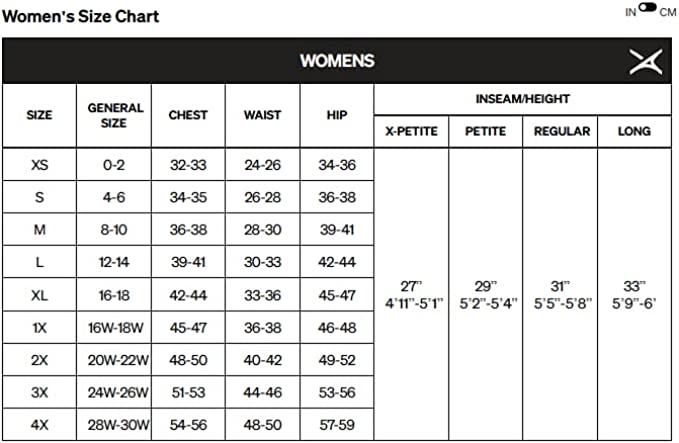 Women's Size Chart
IN CM
WOMENS
SIZE GENERAL SIZE CHEST WAIST HIP INSEAM/HEIGHT
X-PETITE PETITE REGULAR LONG
XS 0-2 32-33 24-26 34-36
S 4-6 34-35 26-28 36-38
M 8-10 36-38 28-30 39-41
L 12-14 39-41 30-33 42-44
XL 16-18 42-44 33-36 45-47
1X 16W-18W 45-47 36-38 46-48
2X 20W-22W 48-50 40-42 49-52
3X 24W-26W 51-53 44-46 53-56
4X 28W-30W 54-56 48-50 57-59
27” 29” 31” 33”
4’11”-5’1” 5’2”-5’4” 5’5”-5’8” 5’9”-6’